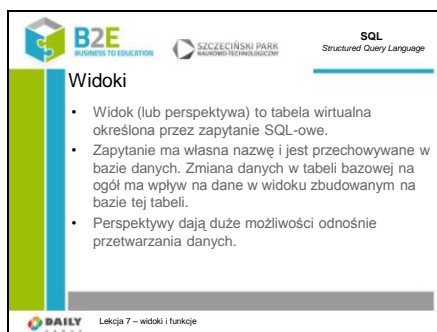 B2E
BUSINESS TO EDUCATION
SZCZECIŃSKI PARK
NAUKOWO-TECHNOLOGICZNY
SQL
Structured Query Language
Widoki
• Widok (lub perspektywa) to tabela wirtualna
określona przez zapytanie SQL-owe.
• Zapytanie ma własna nazwę i jest przechowywane w
bazie danych. Zmiana danych w tabeli bazowej na
ogół ma wpływ na dane w widoku zbudowanym na
bazie tej tabeli.
• Perspektywy dają duże możliwości odnośnie
przetwarzania danych.
DAILY
GROUP
Lekcja 7 – widoki i funkcje